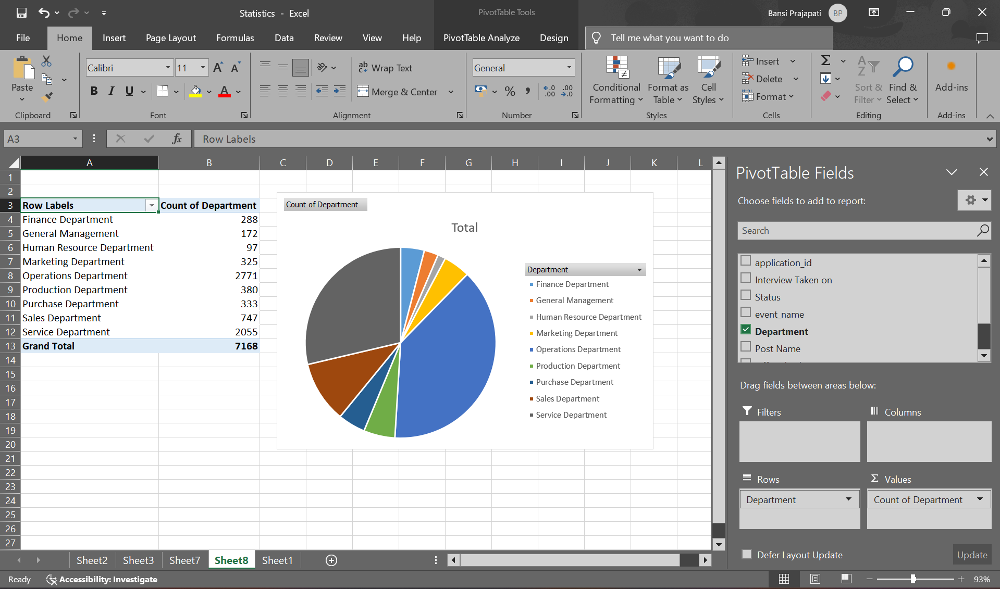 Statistics - Excel
PivotTable Tools
Bansi Prajapati
BP
File
Home
Insert
Page Layout
Formulas
Data
Review
View
Help
PivotTable Analyze
Design
Tell me what you want to do
Paste
Clipboard
Calibri
11
A A
B I U
A
Font
ab
Wrap Text
Merge & Center
Alignment
General
% ,
Number
Conditional
Formatting
Format as
Table
Cell
Styles
Styles
Insert
Delete
Format
Cells
Sort &
Filter
Find &
Select
Editing
Add-ins
Add-ins
A3
fx
Row Labels
A B C D E F G H I J K L
1
2
3 Row Labels Count of Department
4 Finance Department 288
5 General Management 172
6 Human Resource Department 97
7 Marketing Department 325
8 Operations Department 2771
9 Production Department 380
10 Purchase Department 333
11 Sales Department 747
12 Service Department 2055
13 Grand Total 7168
14
15
16
17
18
19
20
21
22
23
24
25
26
27
Count of Department
Total
Department
Finance Department
General Management
Human Resource Department
Marketing Department
Operations Department
Production Department
Purchase Department
Sales Department
Service Department
PivotTable Fields
Choose fields to add to report:
Search
application_id
Interview Taken on
Status
event_name
Department
Post Name
Drag fields between areas below:
Filters
Columns
Rows
Σ Values
Department
Count of Department
Defer Layout Update
Update
Sheet2
Sheet3
Sheet7
Sheet8
Sheet1
Ready
Accessibility: Investigate
93%